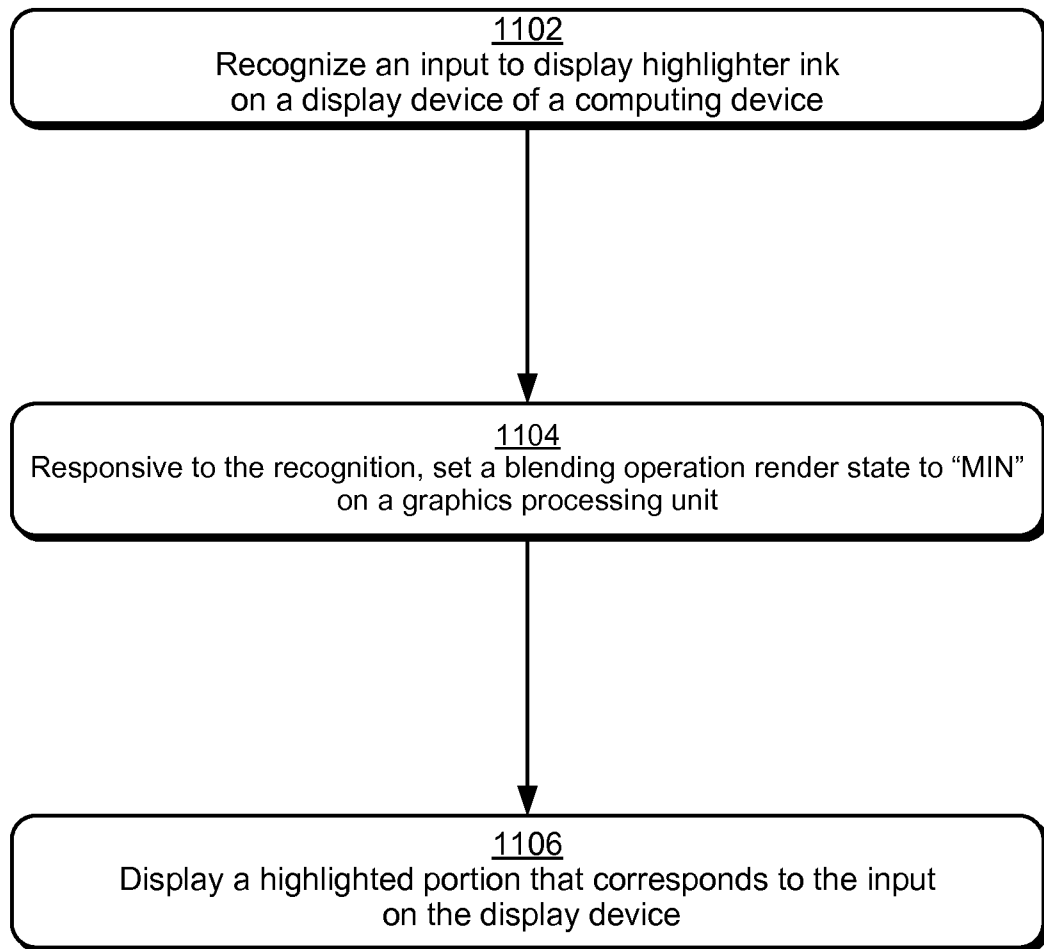 1102
Recognize an input to display highlighter ink
on a display device of a computing device
1104
Responsive to the recognition, set a blending operation render state to “MIN”
on a graphics processing unit
1106
Display a highlighted portion that corresponds to the input
on the display device